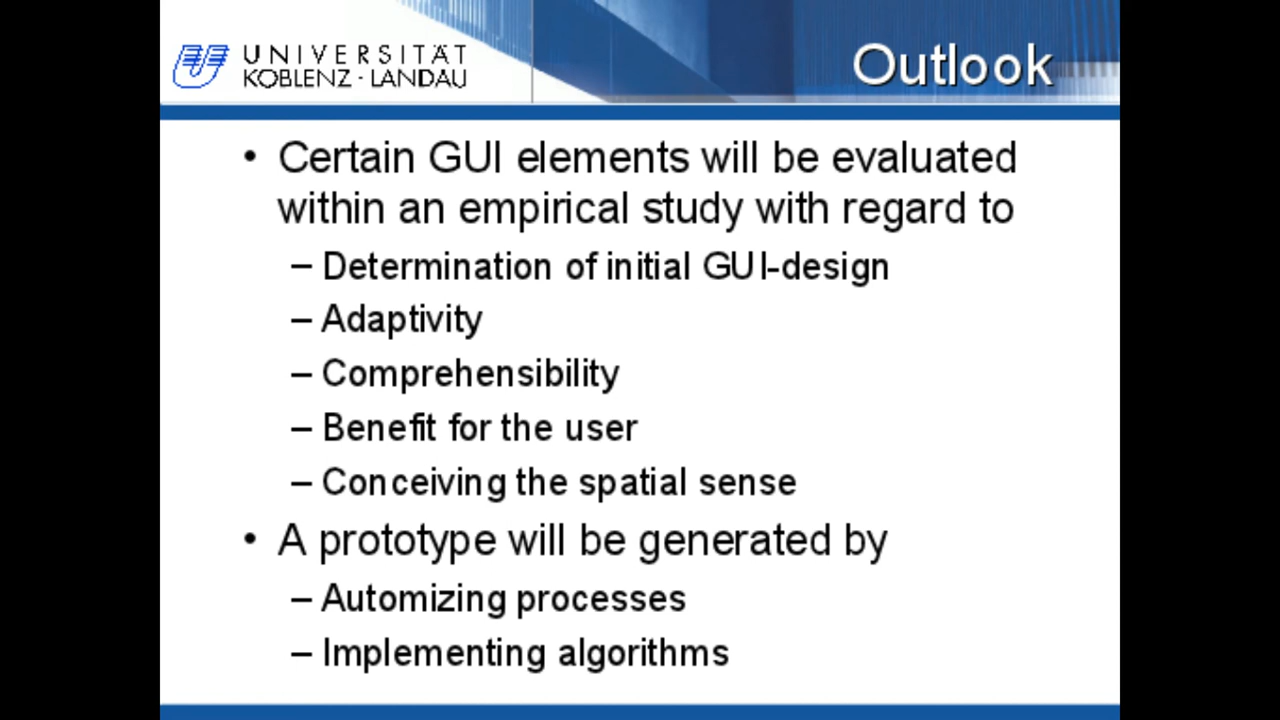 UNIVERSITÄT
KOBLENZ · LANDAU
Outlook
• Certain GUI elements will be evaluated
within an empirical study with regard to
– Determination of initial GUI-design
– Adaptivity
– Comprehensibility
– Benefit for the user
– Conceiving the spatial sense
• A prototype will be generated by
– Automizing processes
– Implementing algorithms